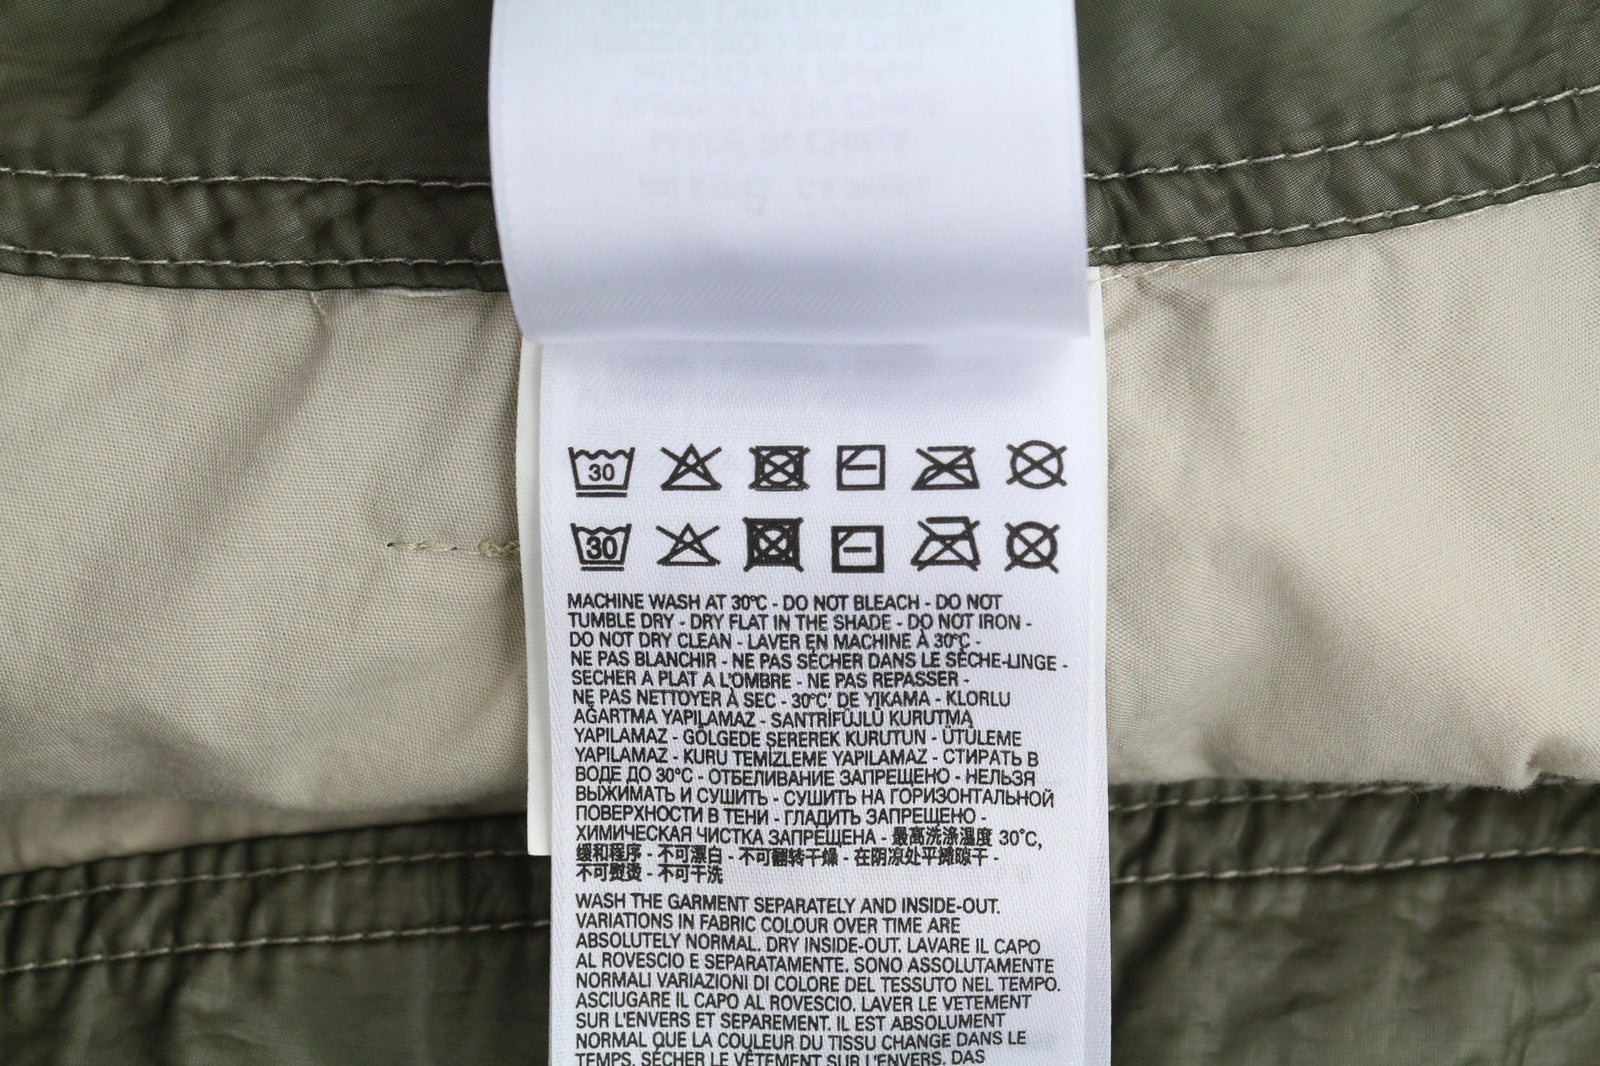 MADE IN CHINA
30
30
MACHINE WASH AT 30°C - DO NOT BLEACH - DO NOT
TUMBLE DRY - DRY FLAT IN THE SHADE - DO NOT IRON -
DO NOT DRY CLEAN - LAVER EN MACHINE À 30°C -
NE PAS BLANCHIR - NE PAS SÉCHER DANS LE SÈCHE-LINGE -
SECHER A PLAT A L'OMBRE - NE PAS REPASSER -
NE PAS NETTOYER À SEC - 30°C' DE YIKAMA - KLORLU
AĞARTMA YAPILAMAZ - SANTRİFÜJLÜ KURUTMA
YAPILAMAZ - GÖLGEDE SEREREK KURUTUN - ÜTÜLEME
YAPILAMAZ - KURU TEMİZLEME YAPILAMAZ - СТИРАТЬ В
ВОДЕ ДО 30°C - ОТБЕЛИВАНИЕ ЗАПРЕЩЕНО - НЕЛЬЗЯ
ВЫЖИМАТЬ И СУШИТЬ - СУШИТЬ НА ГОРИЗОНТАЛЬНОЙ
ПОВЕРХНОСТИ В ТЕНИ - ГЛАДИТЬ ЗАПРЕЩЕНО -
ХИМИЧЕСКАЯ ЧИСТКА ЗАПРЕЩЕНА - 最高洗涤温度 30°C,
缓和程序 - 不可漂白 - 不可翻转干燥 - 在阴凉处平摊晾干 -
不可熨烫 - 不可干洗
WASH THE GARMENT SEPARATELY AND INSIDE-OUT.
VARIATIONS IN FABRIC COLOUR OVER TIME ARE
ABSOLUTELY NORMAL. DRY INSIDE-OUT. LAVARE IL CAPO
AL ROVESCIO E SEPARATAMENTE. SONO ASSOLUTAMENTE
NORMALI VARIAZIONI DI COLORE DEL TESSUTO NEL TEMPO.
ASCIUGARE IL CAPO AL ROVESCIO. LAVER LE VETEMENT
SUR L'ENVERS ET SEPAREMENT. IL EST ABSOLUMENT
NORMAL QUE LA COULEUR DU TISSU CHANGE DANS LE
TEMPS. SÉCHER LE VÊTEMENT SUR L'ENVERS. DAS